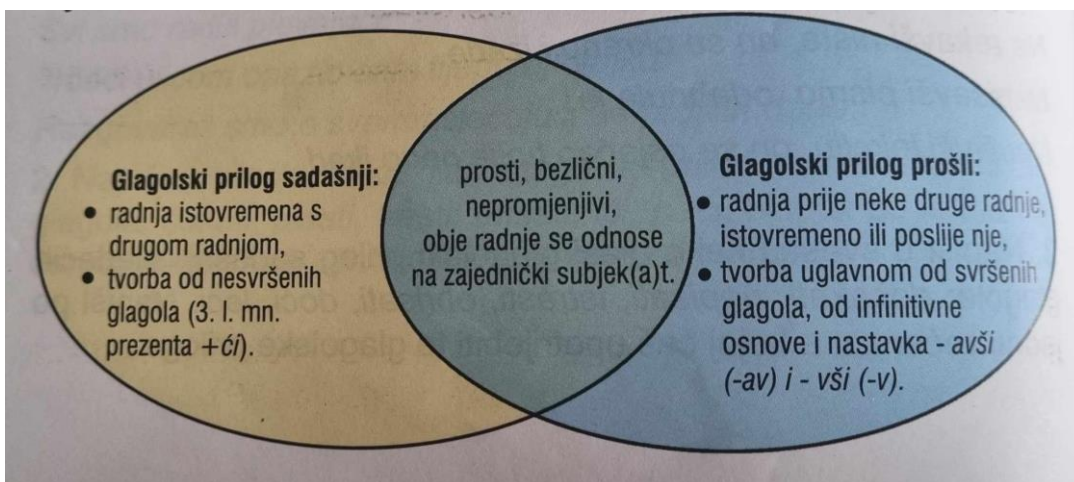 Glagolski prilog sadašnji:
• radnja istovremena s
drugom radnjom,
• tvorba od nesvršenih
glagola (3. l. mn.
prezenta +ći).
prosti, bezlični,
nepromjenjivi,
obje radnje se odnose
na zajednički subjek(a)t.
Glagolski prilog prošli:
• radnja prije neke druge radnje,
istovremeno ili poslije nje,
• tvorba uglavnom od svršenih
glagola, od infinitivne
osnove i nastavka - avši
(-av) i - vši (-v).